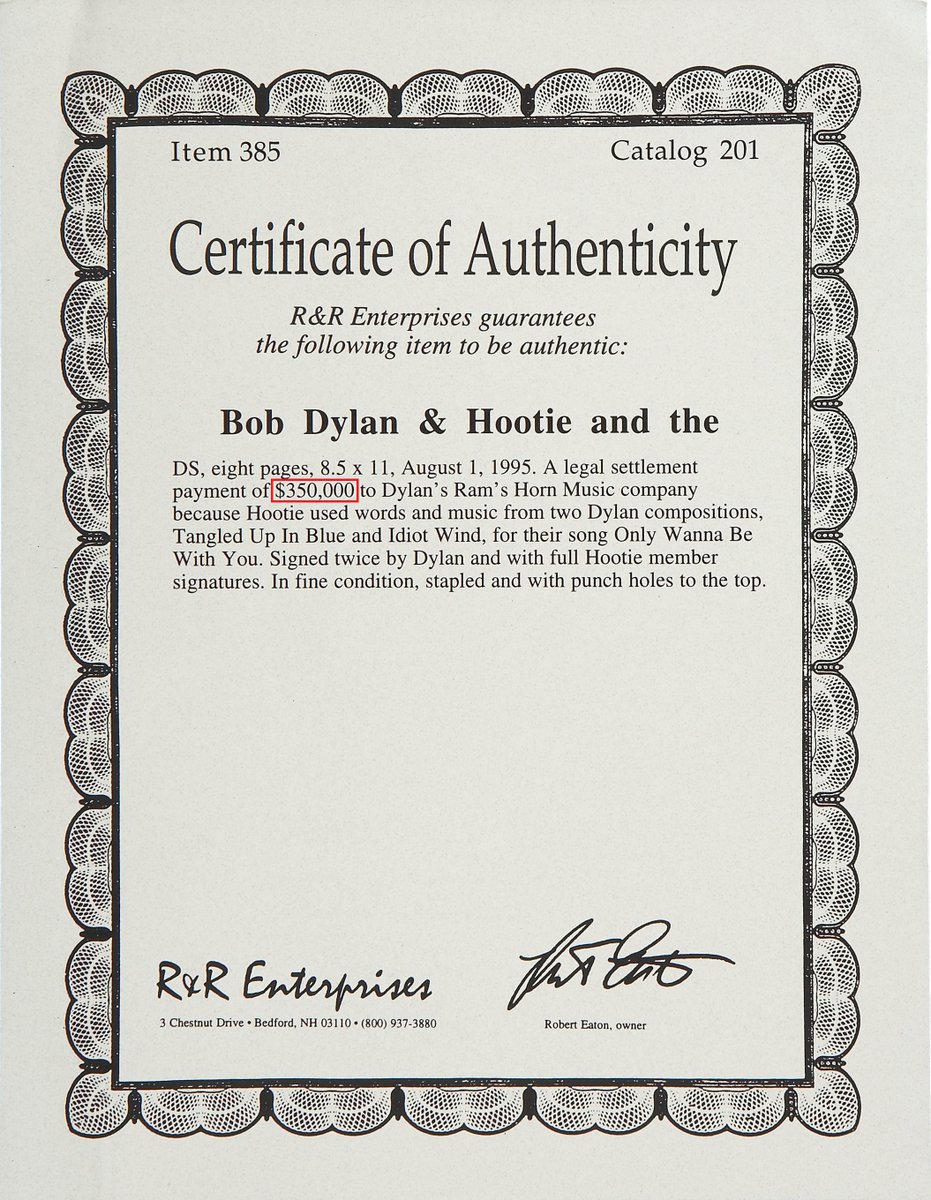 Item 385
Catalog 201
Certificate of Authenticity
R&R Enterprises guarantees
the following item to be authentic:
Bob Dylan & Hootie and the
DS, eight pages, 8.5 x 11, August 1, 1995. A legal settlement
payment of $350,000 to Dylan's Ram's Horn Music company
because Hootie used words and music from two Dylan compositions,
Tangled Up In Blue and Idiot Wind, for their song Only Wanna Be
With You. Signed twice by Dylan and with full Hootie member
signatures. In fine condition, stapled and with punch holes to the top.
R&R Enterprises
3 Chestnut Drive • Bedford, NH 03110 • (800) 937-3880
Robert Eaton, owner